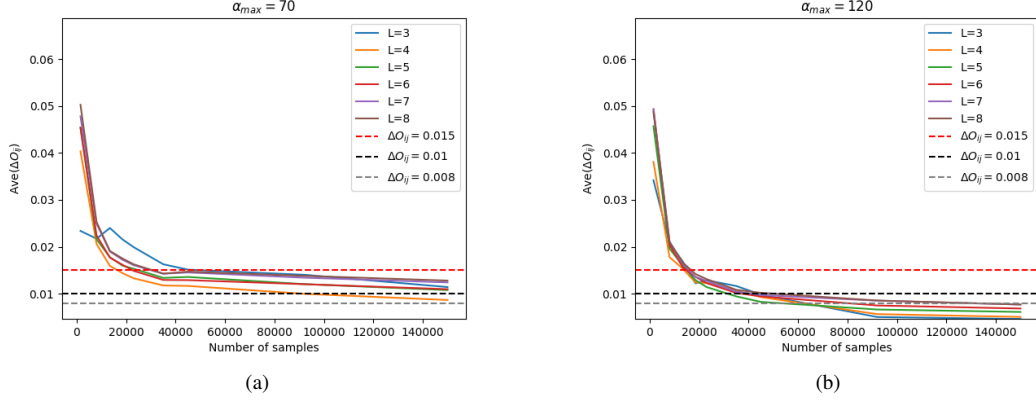 α_max = 70
Ave(ΔO_ij)
0.06
0.05
0.04
0.03
0.02
0.01
0 20000 40000 60000 80000 100000 120000 140000
Number of samples
L=3
L=4
L=5
L=6
L=7
L=8
ΔO_ij = 0.015
ΔO_ij = 0.01
ΔO_ij = 0.008
(a)
α_max = 120
Ave(ΔO_ij)
0.06
0.05
0.04
0.03
0.02
0.01
0 20000 40000 60000 80000 100000 120000 140000
Number of samples
L=3
L=4
L=5
L=6
L=7
L=8
ΔO_ij = 0.015
ΔO_ij = 0.01
ΔO_ij = 0.008
(b)